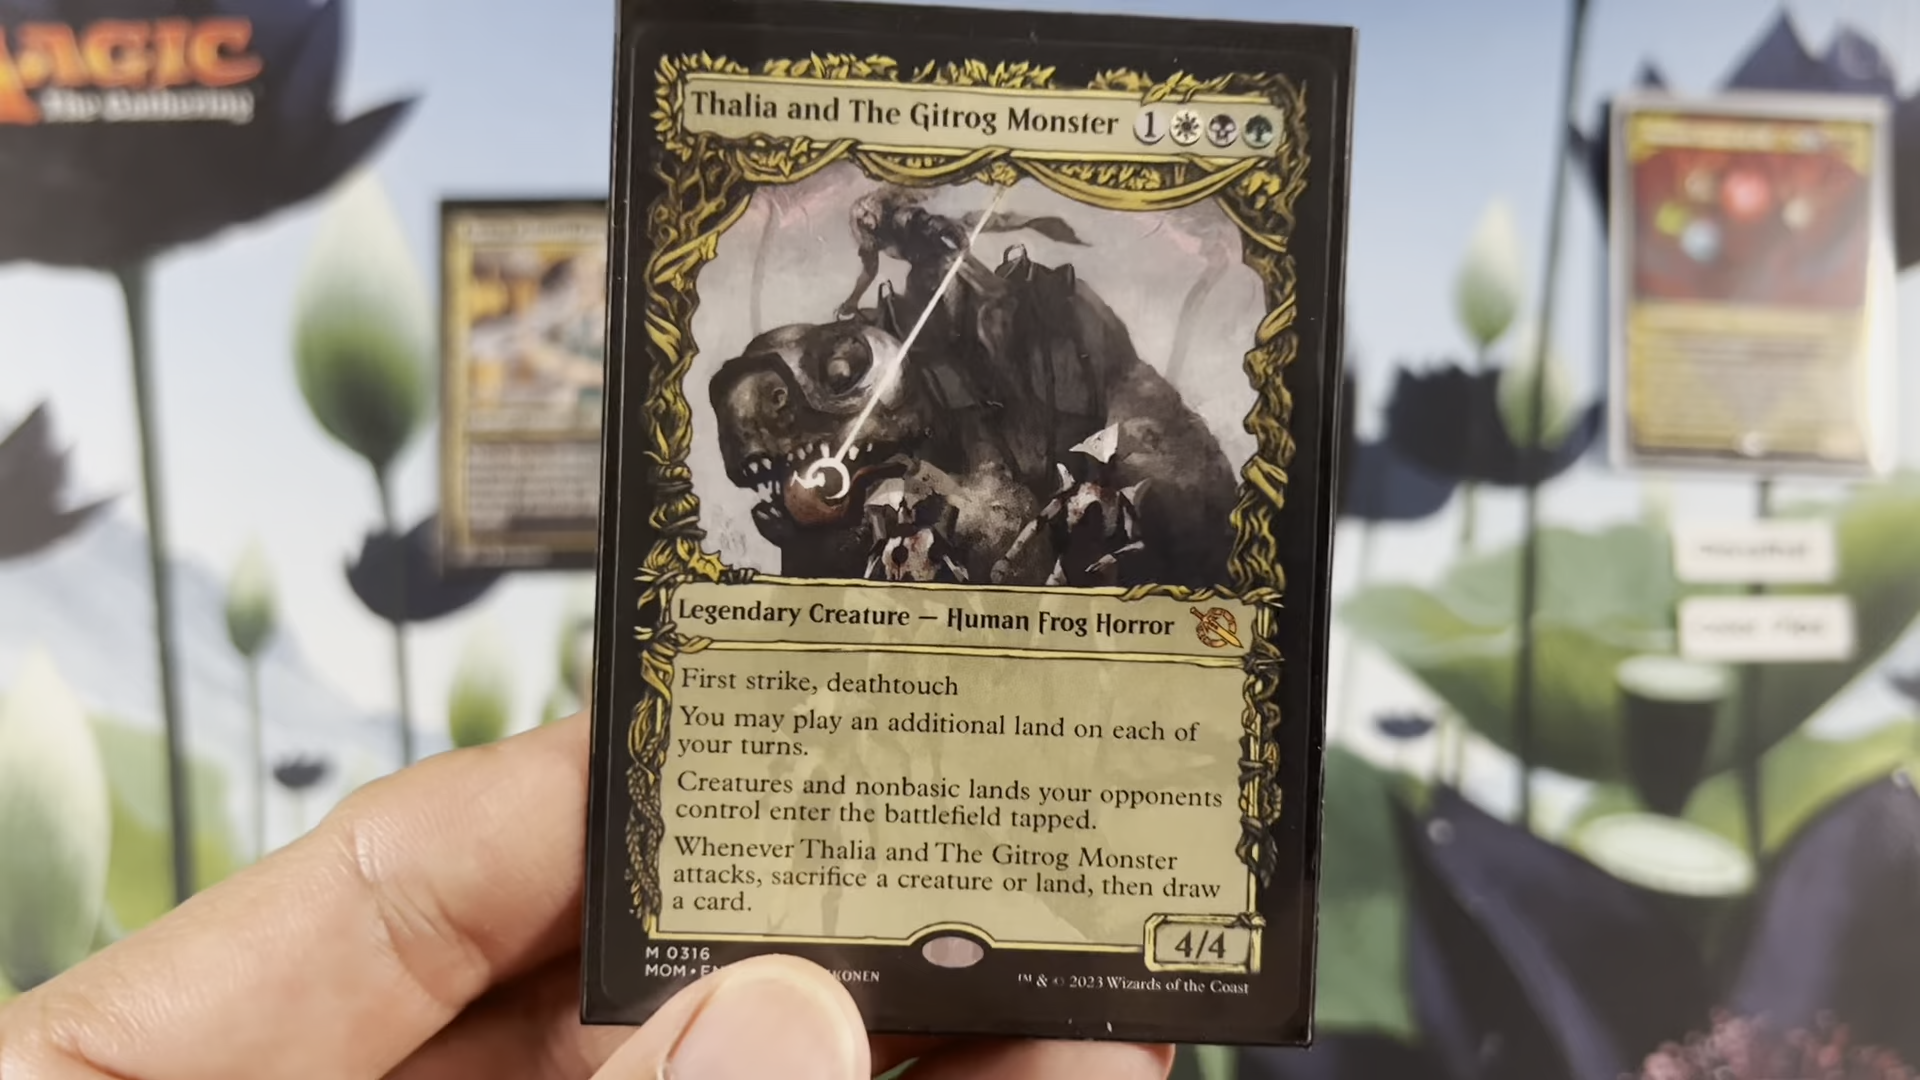 MAGIC
The Gathering
Thalia and The Gitrog Monster 1
Legendary Creature — Human Frog Horror
First strike, deathtouch
You may play an additional land on each of
your turns.
Creatures and nonbasic lands your opponents
control enter the battlefield tapped.
Whenever Thalia and The Gitrog Monster
attacks, sacrifice a creature or land, then draw
a card.
4/4
M 0316
MOM • EN KONEN
™ & © 2023 Wizards of the Coast